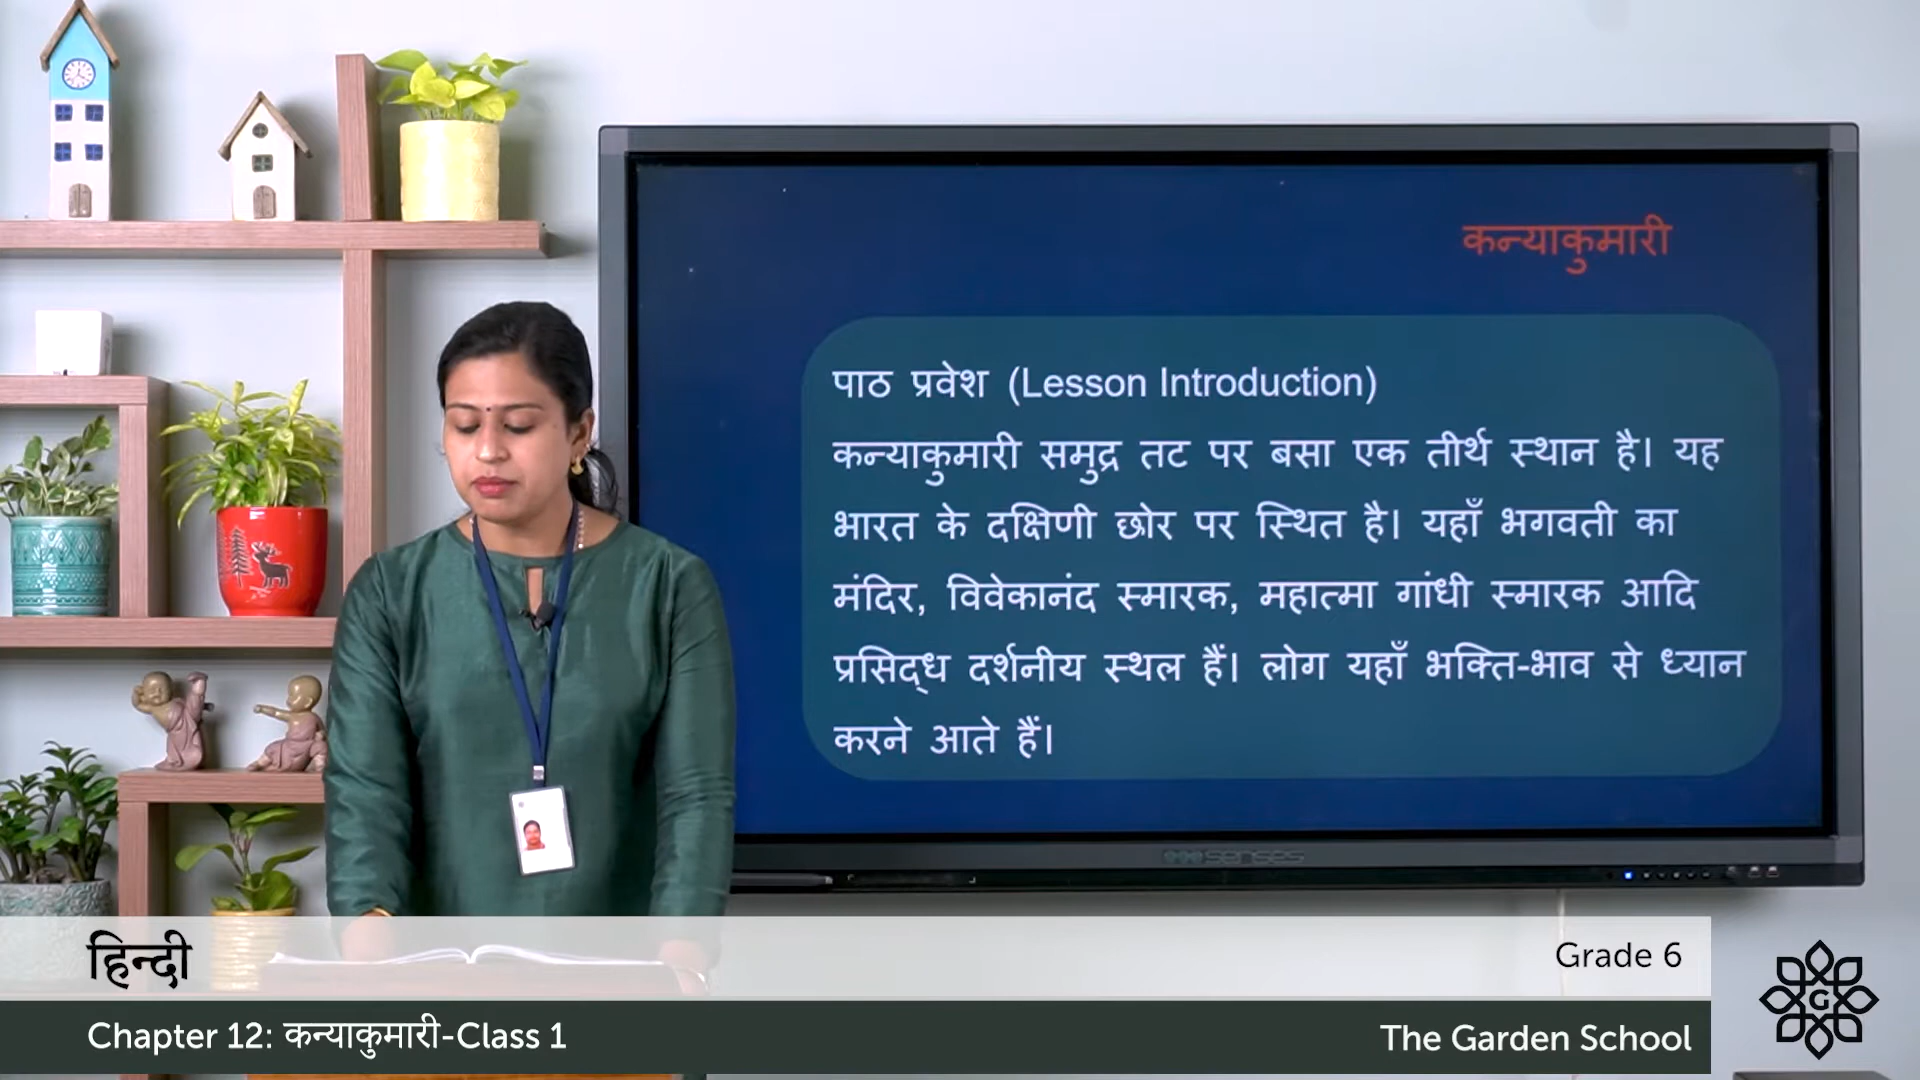 कन्याकुमारी
पाठ प्रवेश (Lesson Introduction)
कन्याकुमारी समुद्र तट पर बसा एक तीर्थ स्थान है। यह
भारत के दक्षिणी छोर पर स्थित है। यहाँ भगवती का
मंदिर, विवेकानंद स्मारक, महात्मा गांधी स्मारक आदि
प्रसिद्ध दर्शनीय स्थल हैं। लोग यहाँ भक्ति-भाव से ध्यान
करने आते हैं।
senses
हिन्दी
Grade 6
Chapter 12: कन्याकुमारी-Class 1
The Garden School
G